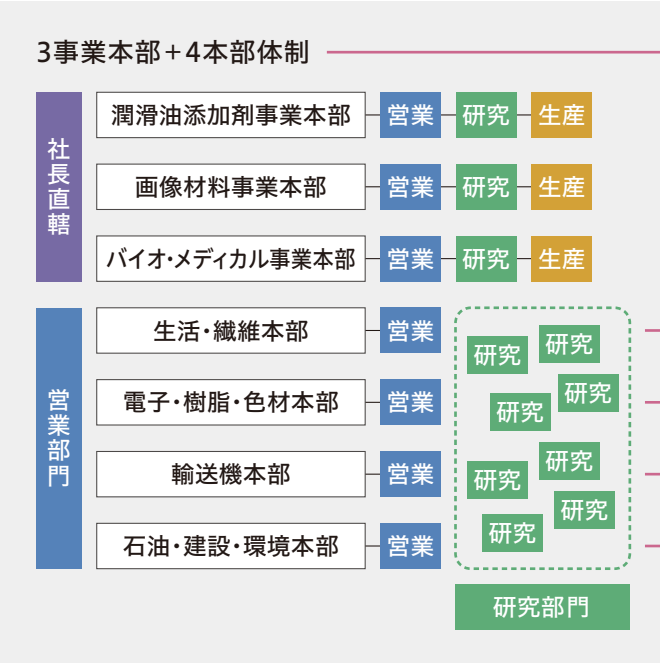 3事業本部+4本部体制
社長直轄
潤滑油添加剤事業本部 営業 研究 生産
画像材料事業本部 営業 研究 生産
バイオ・メディカル事業本部 営業 研究 生産
営業部門
生活・繊維本部 営業
電子・樹脂・色材本部 営業
輸送機本部 営業
石油・建設・環境本部 営業
研究
研究
研究
研究
研究
研究
研究
研究
研究部門